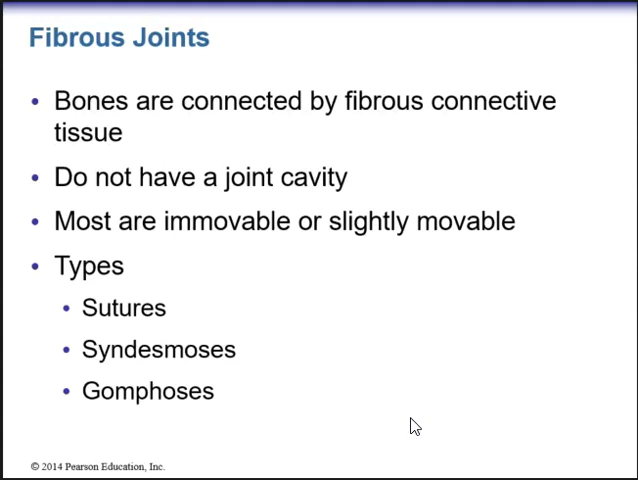 Fibrous Joints
• Bones are connected by fibrous connective
tissue
• Do not have a joint cavity
• Most are immovable or slightly movable
• Types
• Sutures
• Syndesmoses
• Gomphoses
© 2014 Pearson Education, Inc.